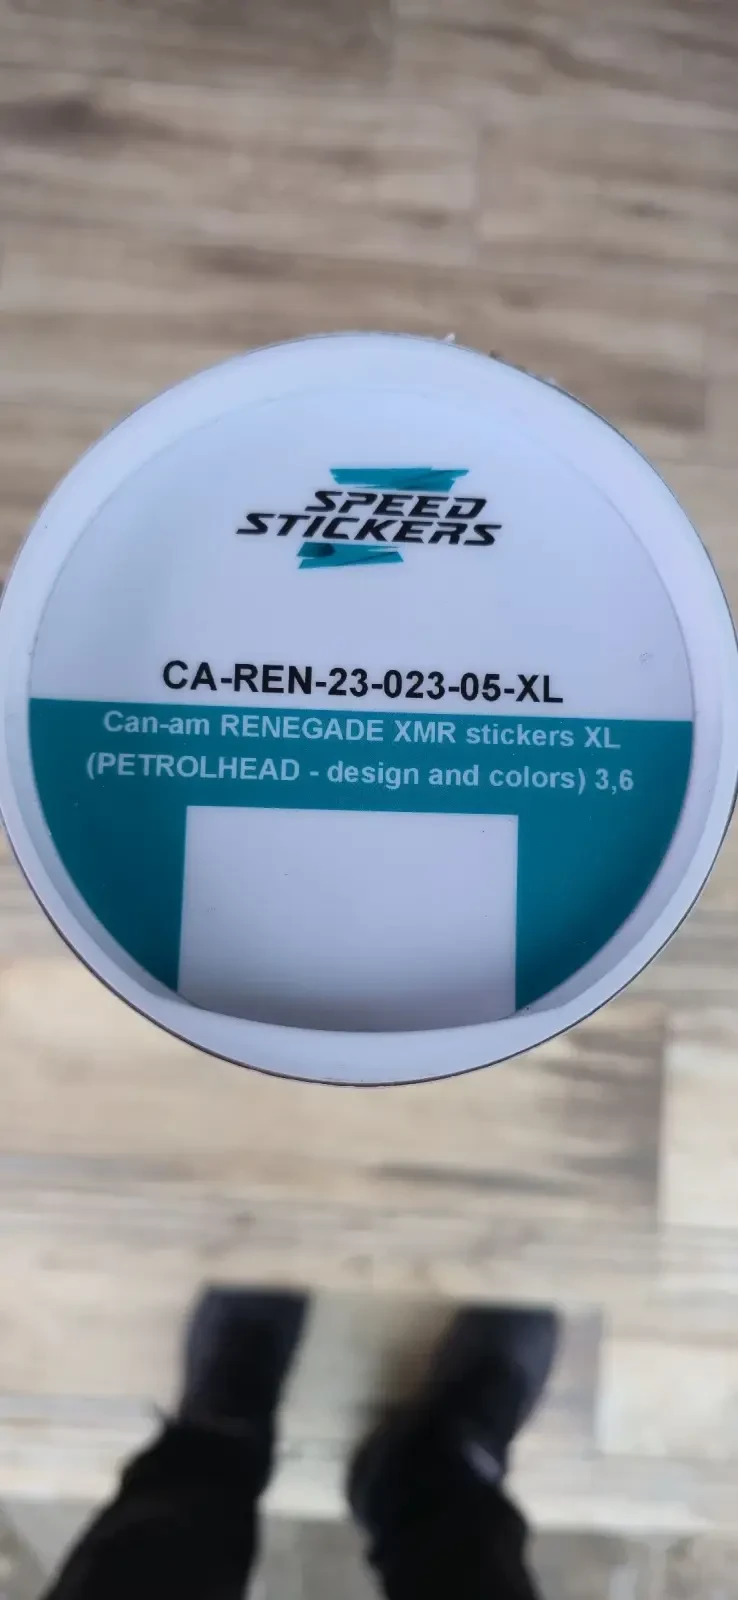 SPEED
STICKERS
CA-REN-23-023-05-XL
Can-am RENEGADE XMR stickers XL
(PETROLHEAD - design and colors) 3,6